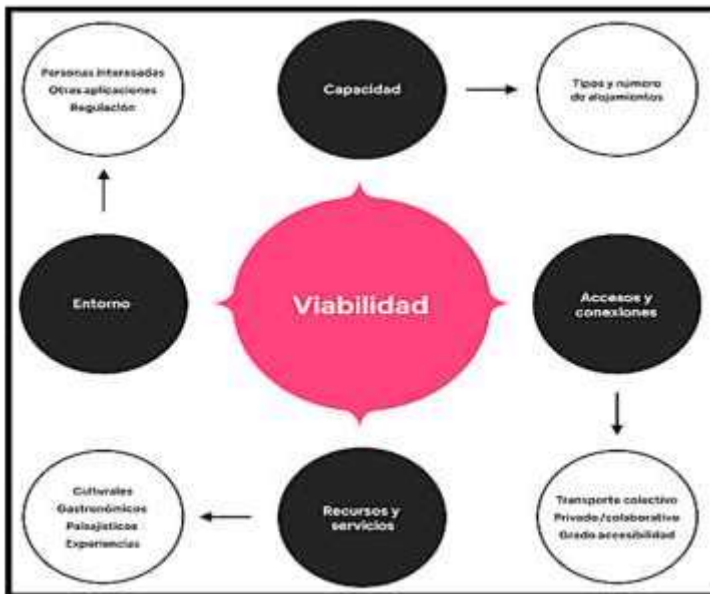 Personas interesadas
Otras aplicaciones
Regulación
Capacidad
Tipos y número
de alojamientos
Entorno
Viabilidad
Accesos y
conexiones
Culturales
Gastronómicos
Paisajísticos
Experiencias
Recursos y
servicios
Transporte colectivo
Privado/colaborativo
Grado accesibilidad